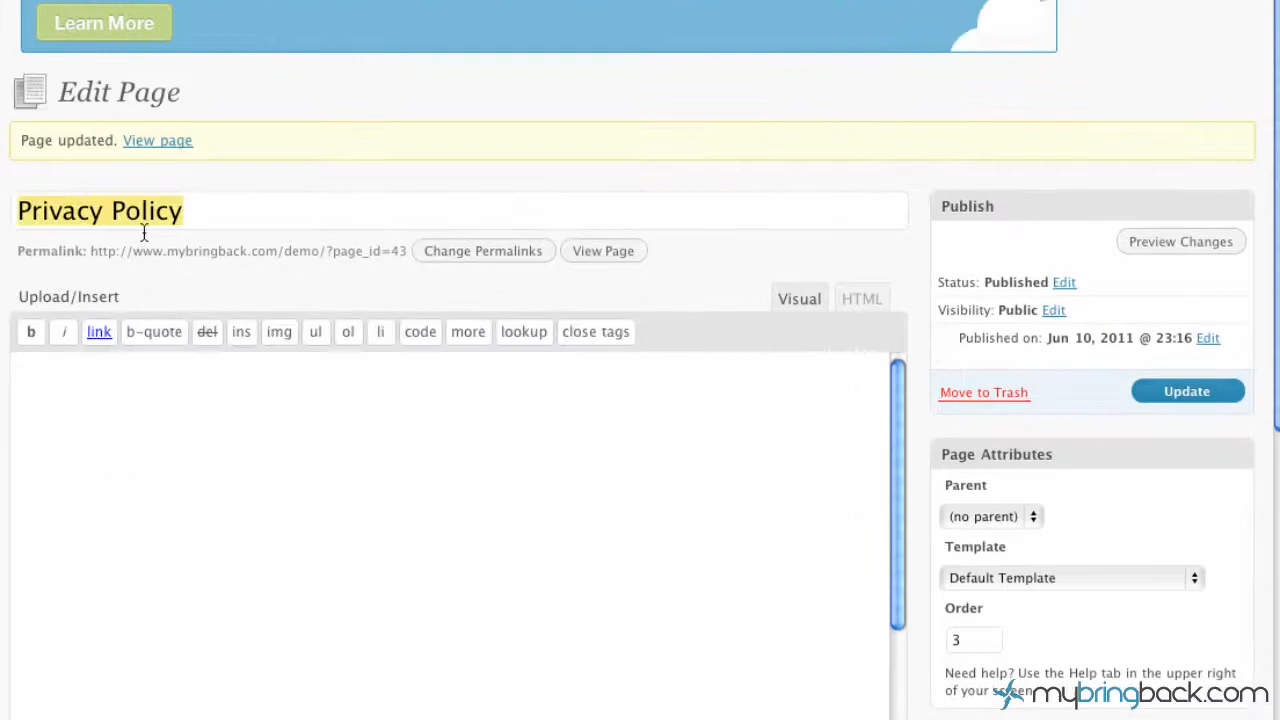 Learn More
Edit Page
Page updated. View page
Privacy Policy
Permalink: http://www.mybringback.com/demo/?page_id=43 Change Permalinks View Page
Upload/Insert
Visual HTML
b i link b-quote del ins img ul ol li code more lookup close tags
Publish
Preview Changes
Status: Published Edit
Visibility: Public Edit
Published on: Jun 10, 2011 @ 23:16 Edit
Move to Trash Update
Page Attributes
Parent
(no parent)
Template
Default Template
Order
3
Need help? Use the Help tab in the upper right
of your screen.
mybringback.com